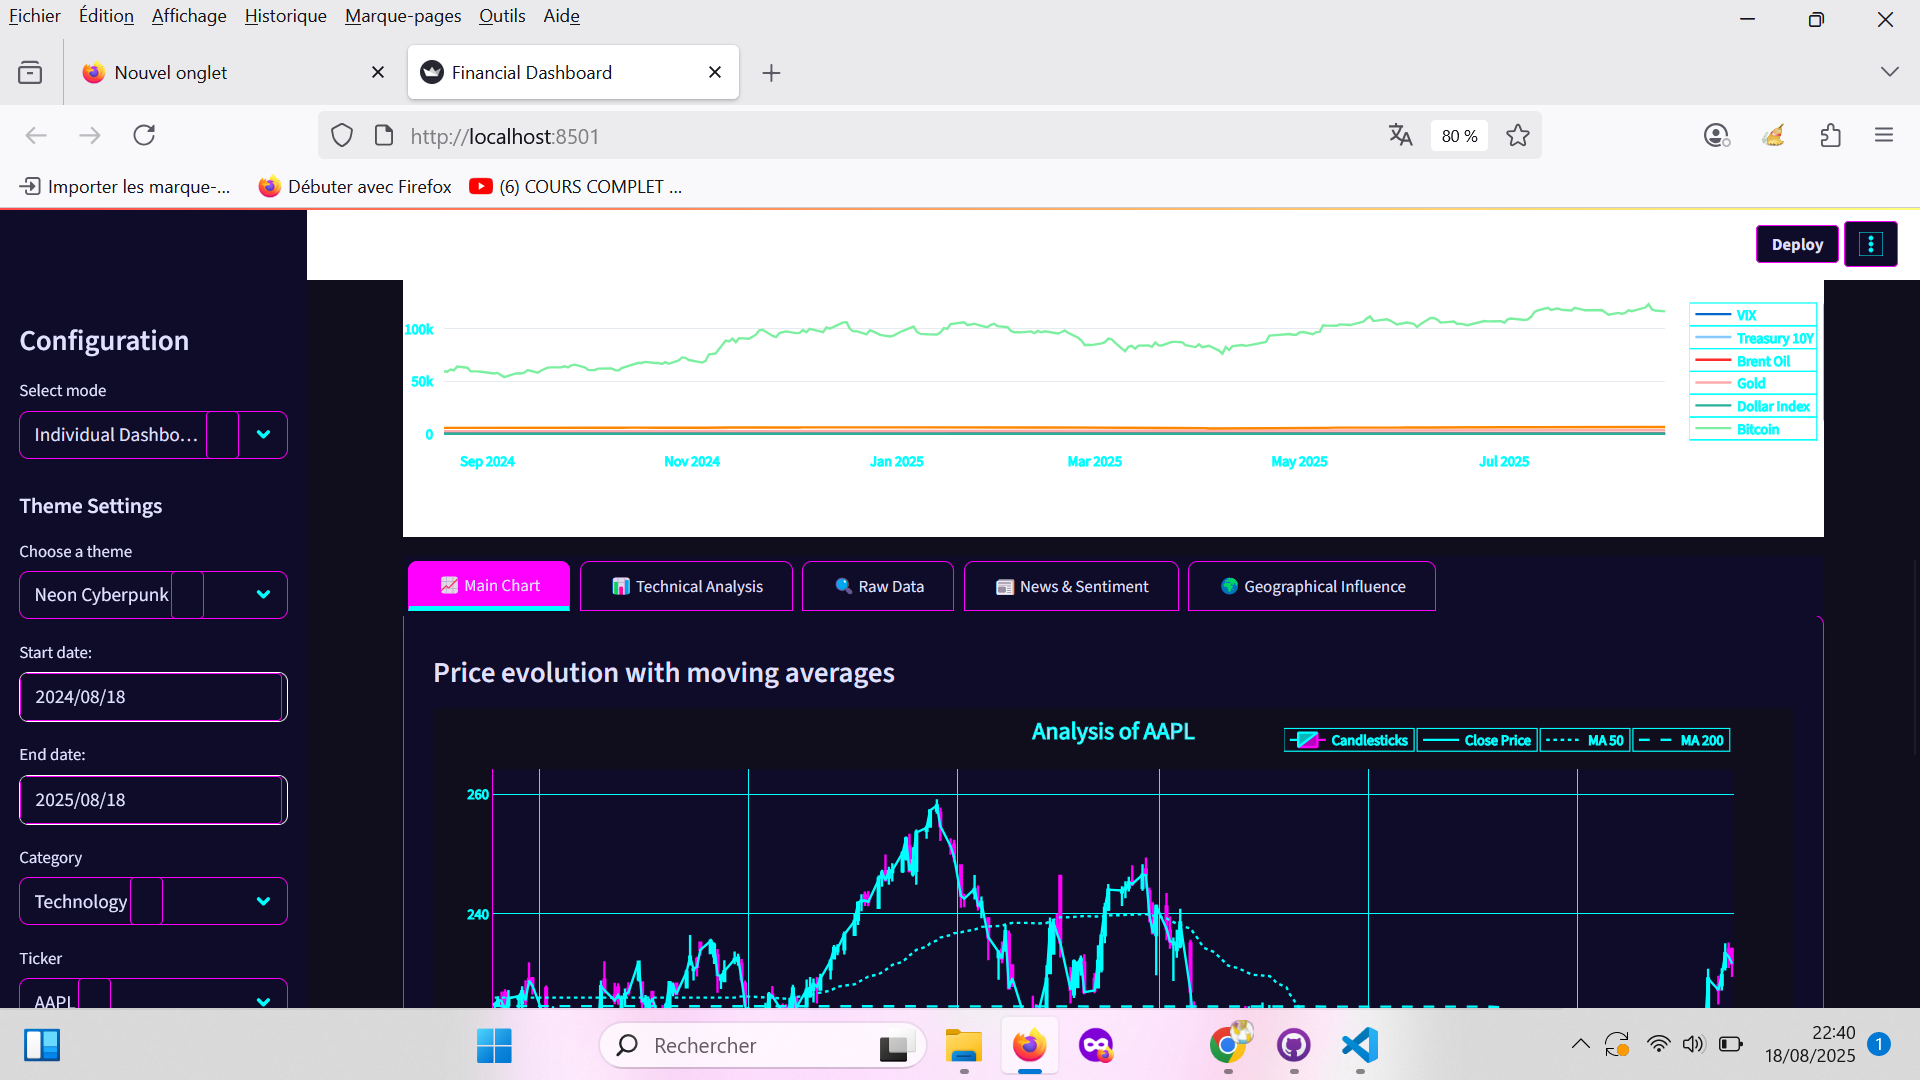 Fichier Édition Affichage Historique Marque-pages Outils Aide
Nouvel onglet
Financial Dashboard
http://localhost:8501
80 %
Importer les marque-...
Débuter avec Firefox
(6) COURS COMPLET ...
Deploy
Configuration
Select mode
Individual Dashbo...
Theme Settings
Choose a theme
Neon Cyberpunk
Start date:
2024/08/18
End date:
2025/08/18
Category
Technology
Ticker
AAPL
100k
50k
0
Sep 2024
Nov 2024
Jan 2025
Mar 2025
May 2025
Jul 2025
VIX
Treasury 10Y
Brent Oil
Gold
Dollar Index
Bitcoin
Main Chart
Technical Analysis
Raw Data
News & Sentiment
Geographical Influence
Price evolution with moving averages
Analysis of AAPL
Candlesticks
Close Price
MA 50
MA 200
260
240
Rechercher
22:40
18/08/2025
1